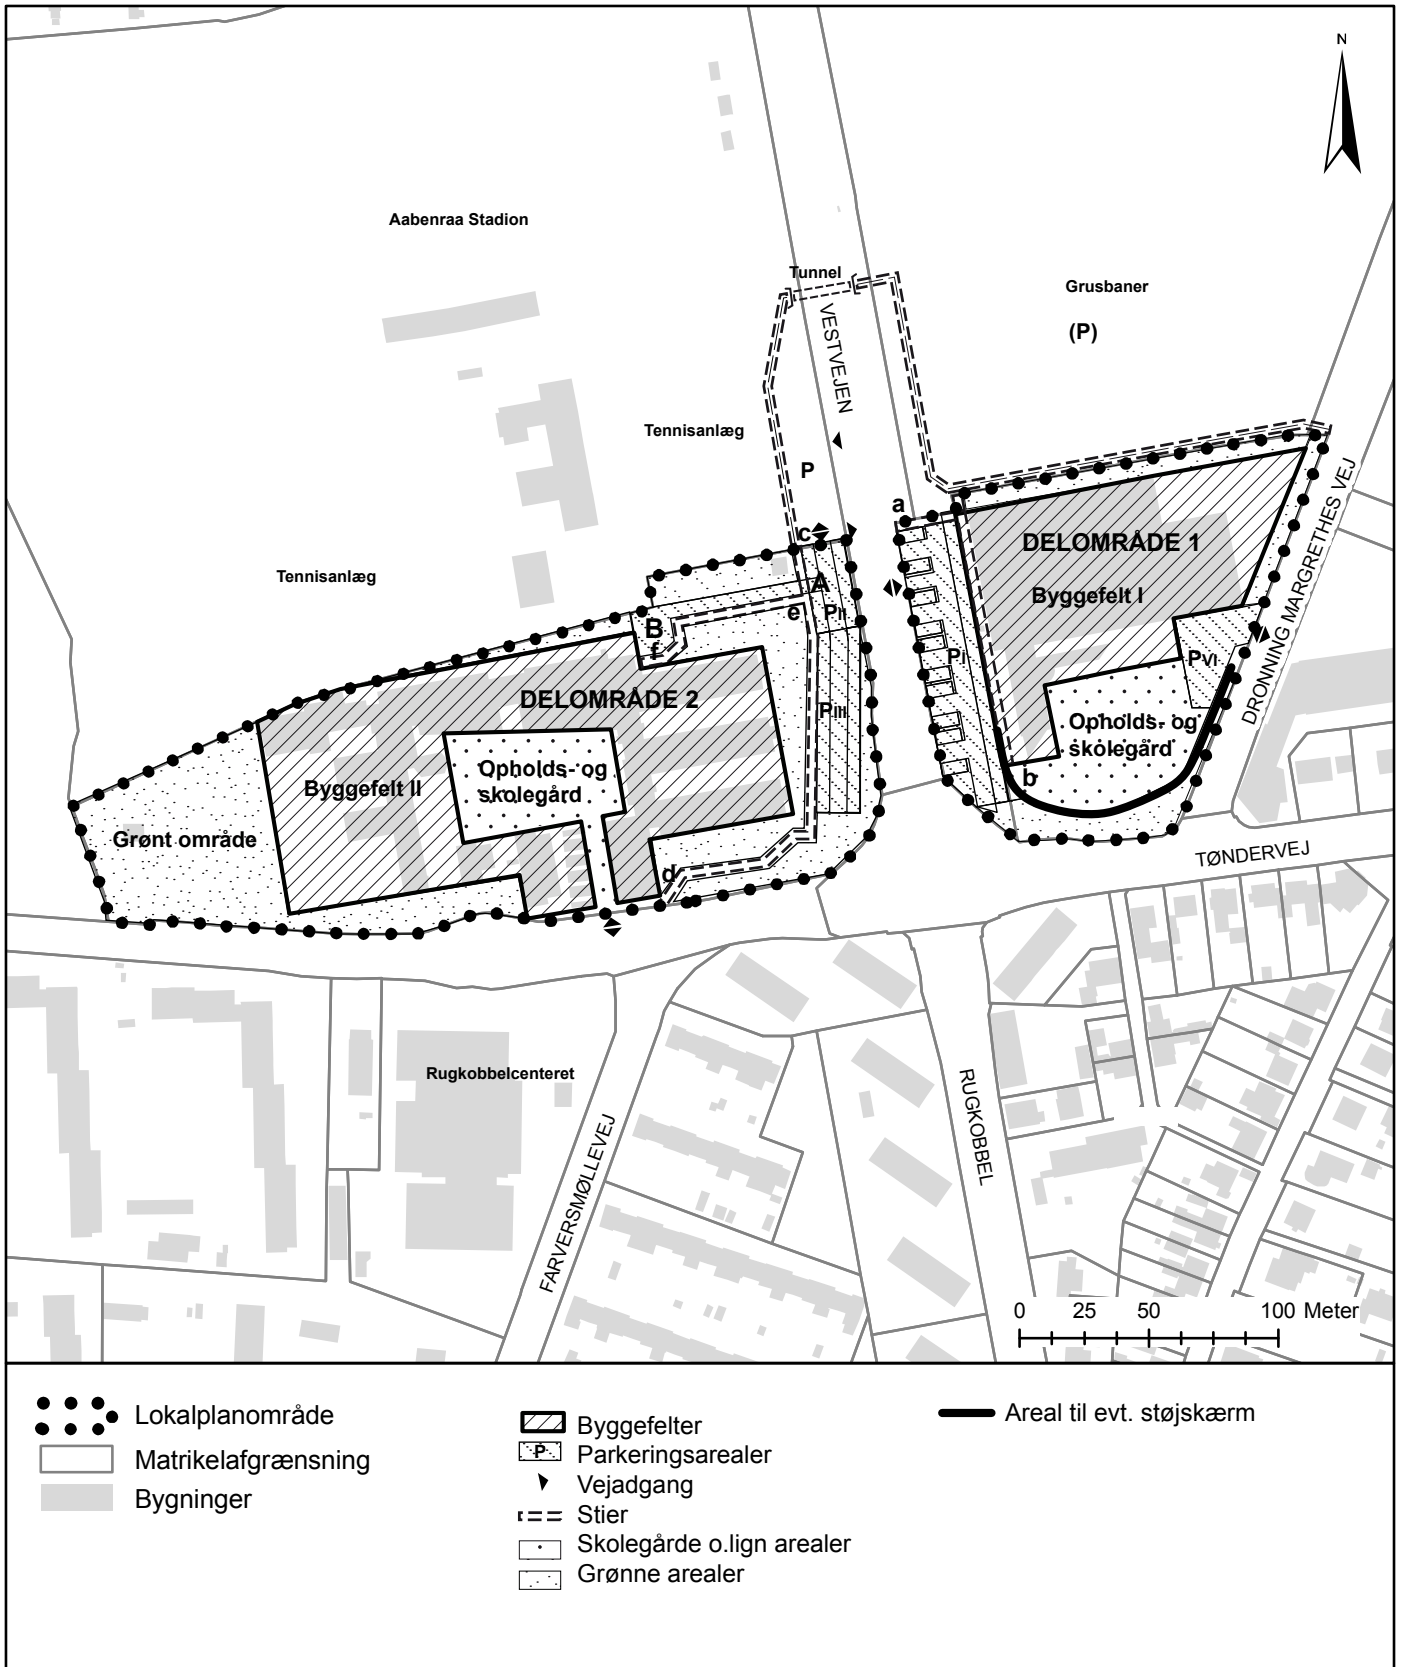 N
Aabenraa Stadion
Tunnel
Grusbaner
(P)
VESTVEJEN
Tennisanlæg
P
a
c
DELOMRÅDE 1
Byggefelt I
DRONNING MARGRETHES VEJ
Tennisanlæg
A
e
PII
B
f
PI
PVI
DELOMRÅDE 2
PIII
Opholds- og
skolegård
b
Opholds- og
skolegård
Byggefelt II
Grønt område
d
TØNDERVEJ
Rugkobbelcenteret
FARVERSMØLLEVEJ
RUGKOBBEL
0 25 50 100 Meter
Lokalplanområde
Matrikelafgrænsning
Bygninger
Byggefelter
P Parkeringsarealer
Vejadgang
Stier
Skolegårde o.lign arealer
Grønne arealer
Areal til evt. støjskærm